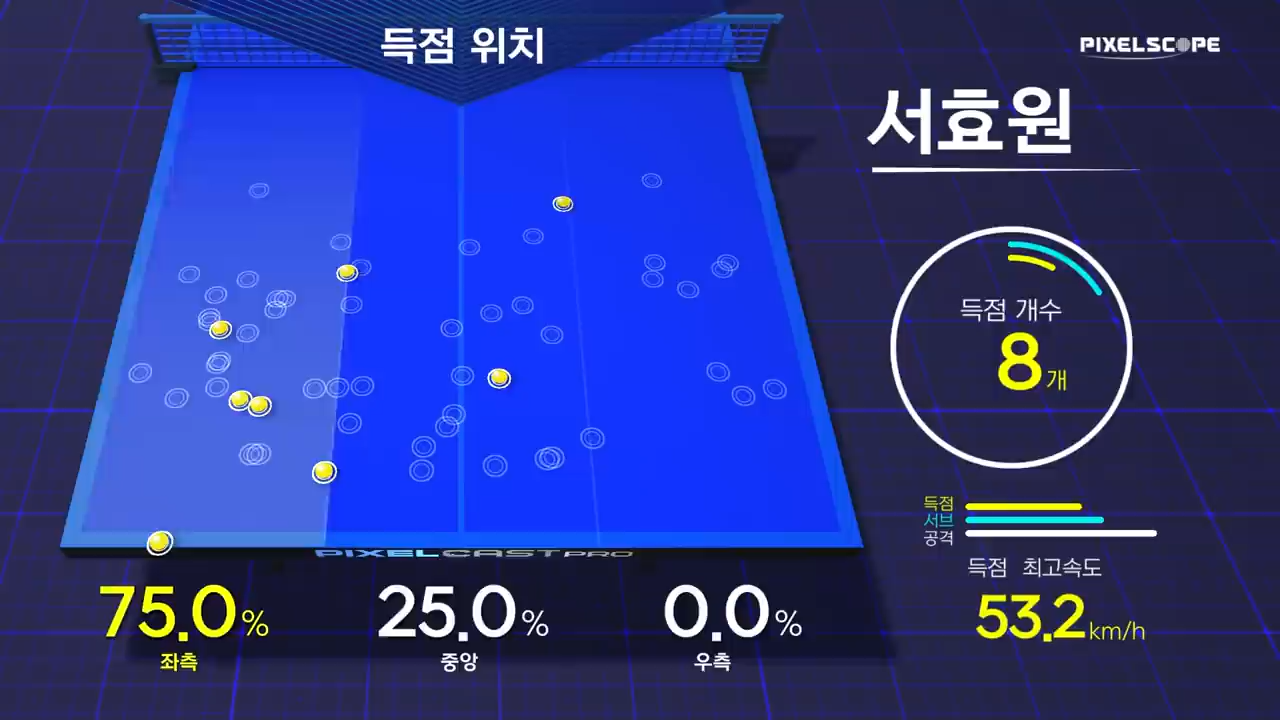 득점 위치
PIXELSCOPE
서효원
득점 개수
8개
득점
서브
공격
득점 최고속도
53.2km/h
PIXELCASTPRO
75.0% 25.0% 0.0%
좌측 중앙 우측